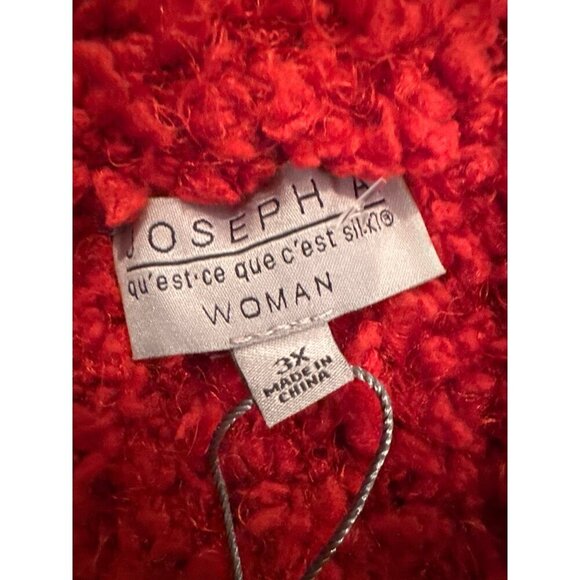 JOSEPH A
qu'est·ce que c'est silk?®
WOMAN
3X
MADE IN
CHINA